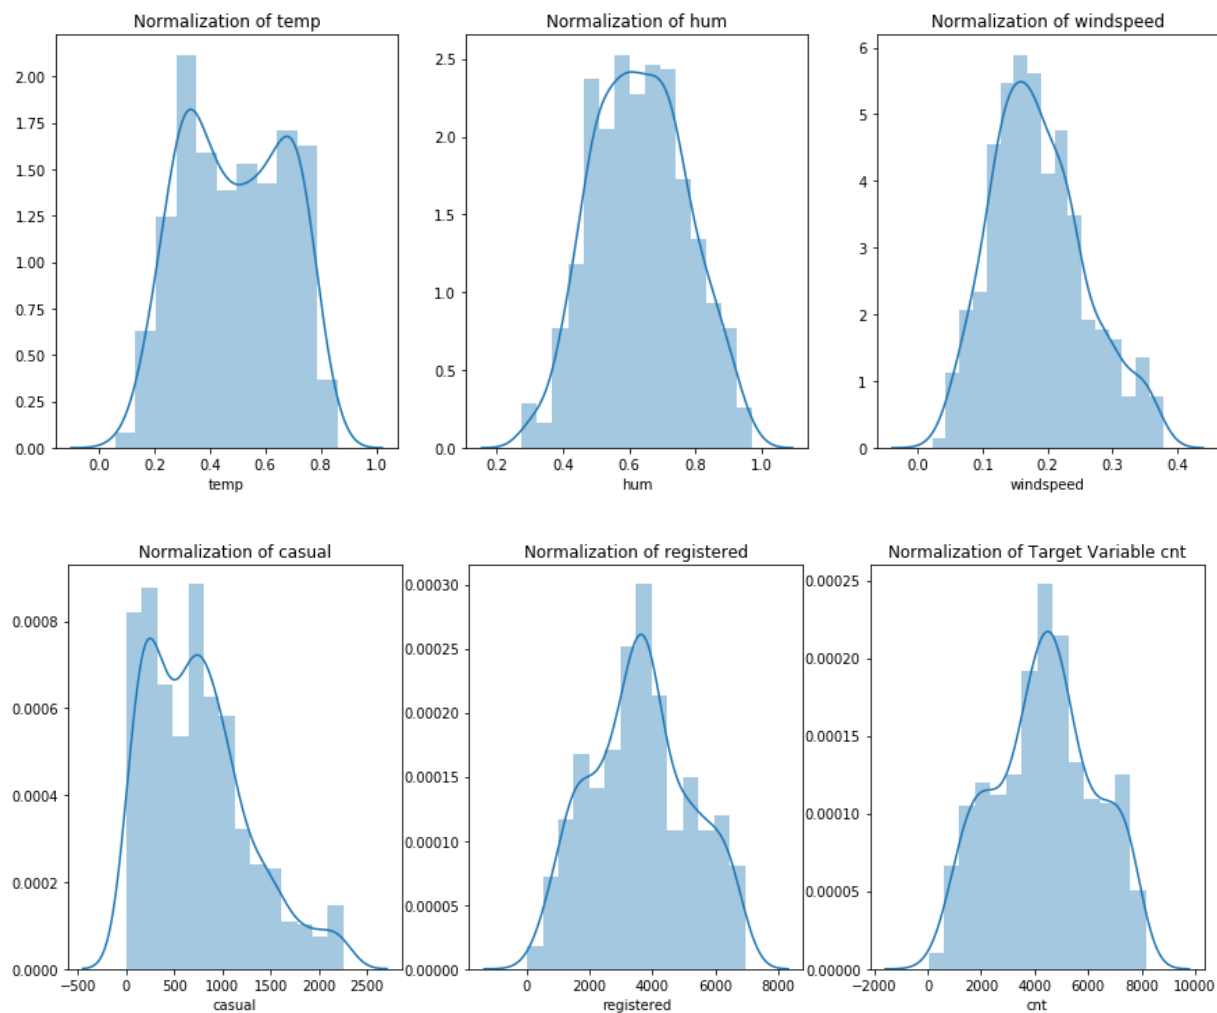 Normalization of temp
2.00
1.75
1.50
1.25
1.00
0.75
0.50
0.25
0.00
0.0 0.2 0.4 0.6 0.8 1.0
temp
Normalization of hum
2.5
2.0
1.5
1.0
0.5
0.0
0.2 0.4 0.6 0.8 1.0
hum
Normalization of windspeed
6
5
4
3
2
1
0
0.0 0.1 0.2 0.3 0.4
windspeed
Normalization of casual
0.0008
0.0006
0.0004
0.0002
0.0000
−500 0 500 1000 1500 2000 2500
casual
Normalization of registered
0.00030
0.00025
0.00020
0.00015
0.00010
0.00005
0.00000
0 2000 4000 6000 8000
registered
Normalization of Target Variable cnt
0.00025
0.00020
0.00015
0.00010
0.00005
0.00000
−2000 0 2000 4000 6000 8000 10000
cnt